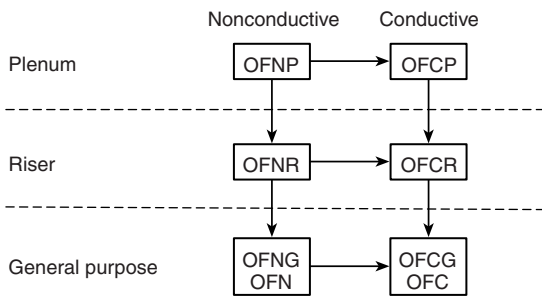 Nonconductive Conductive
Plenum OFNP OFCP
Riser OFNR OFCR
General purpose OFNG OFCG
OFN OFC